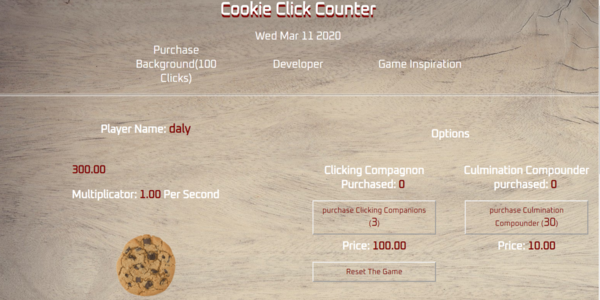 Cookie Click Counter
Wed Mar 11 2020
Purchase
Background(100
Clicks)
Developer
Game Inspiration
Player Name: daly
Options
300.00
Multiplicator: 1.00 Per Second
Clicking Compagnon
Purchased: 0
purchase Clicking Companions
(3)
Price: 100.00
Reset The Game
Culmination Compounder
purchased: 0
purchase Culmination
Compounder (30)
Price: 10.00